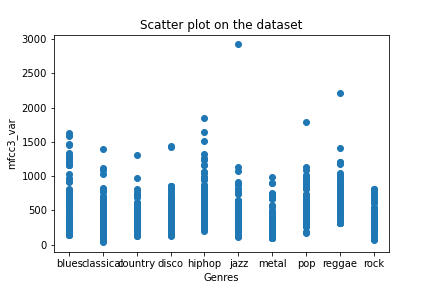 Scatter plot on the dataset
3000
2500
2000
1500
1000
500
0
mfcc3_var
blues classical country disco hiphop jazz metal pop reggae rock
Genres